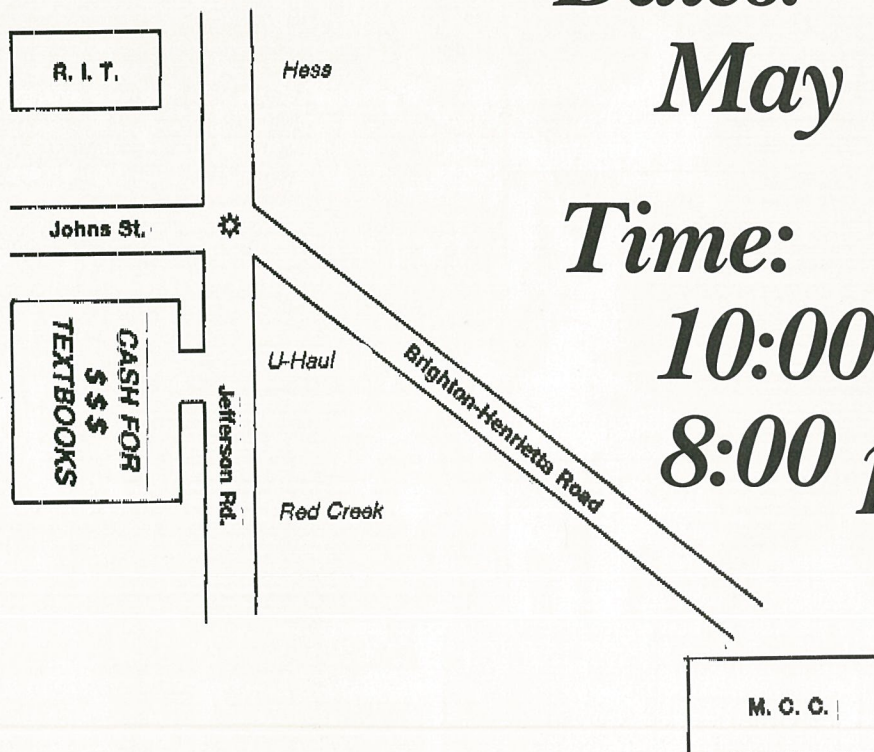 R. I. T.
Hess
Johns St.
CASH FOR
$$$
TEXTBOOKS
U-Haul
Jefferson Rd.
Brighton-Henrietta Road
Red Creek
M. C. C.
May
Time:
10:00
8:00